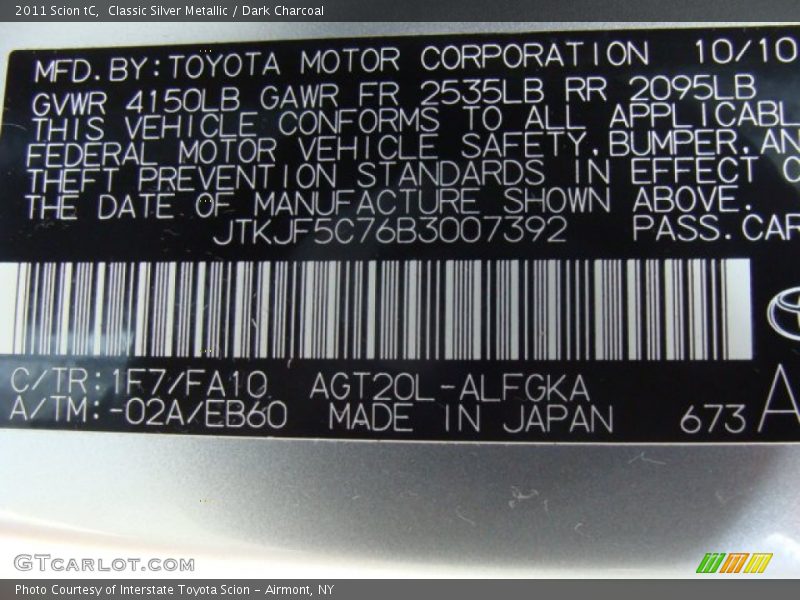 2011 Scion tC,  Classic Silver Metallic / Dark Charcoal
MFD. BY: TOYOTA MOTOR CORPORATION 10/10
GVWR 4150LB GAWR FR 2535LB RR 2095LB
THIS VEHICLE CONFORMS TO ALL APPLICABL
FEDERAL MOTOR VEHICLE SAFETY, BUMPER, AN
THEFT PREVENTION STANDARDS IN EFFECT O
THE DATE OF MANUFACTURE SHOWN ABOVE.
JTKJF5C76B3007392 PASS. CAR
C/TR: 1F7/FA10 AGT20L-ALFGKA
A/TM: -02A/EB60 MADE IN JAPAN 673 A
GTCARLOT.COM
Photo Courtesy of Interstate Toyota Scion - Airmont, NY